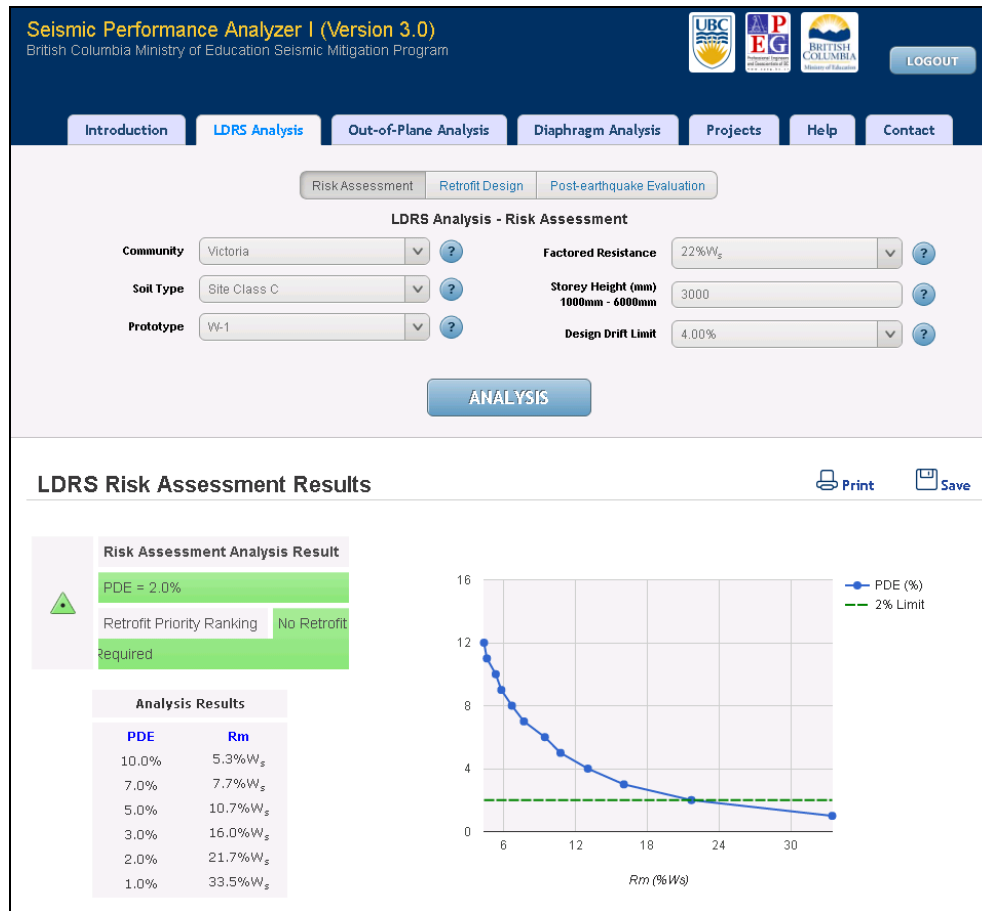 Seismic Performance Analyzer I (Version 3.0)
British Columbia Ministry of Education Seismic Mitigation Program
UBC
A P
E G
BRITISH
COLUMBIA
Ministry of Education
LOGOUT
Introduction
LDRS Analysis
Out-of-Plane Analysis
Diaphragm Analysis
Projects
Help
Contact
Risk Assessment
Retrofit Design
Post-earthquake Evaluation
LDRS Analysis - Risk Assessment
Community
Victoria
?
Factored Resistance
22%Ws
?
Soil Type
Site Class C
?
Storey Height (mm)
1000mm - 6000mm
3000
?
Prototype
W-1
?
Design Drift Limit
4.00%
?
ANALYSIS
LDRS Risk Assessment Results
Print
Save
Risk Assessment Analysis Result
PDE = 2.0%
Retrofit Priority Ranking
No Retrofit
Required
Analysis Results
PDE Rm
10.0% 5.3%Ws
7.0% 7.7%Ws
5.0% 10.7%Ws
3.0% 16.0%Ws
2.0% 21.7%Ws
1.0% 33.5%Ws
16
12
8
4
0
6 12 18 24 30
Rm (%Ws)
PDE (%)
2% Limit